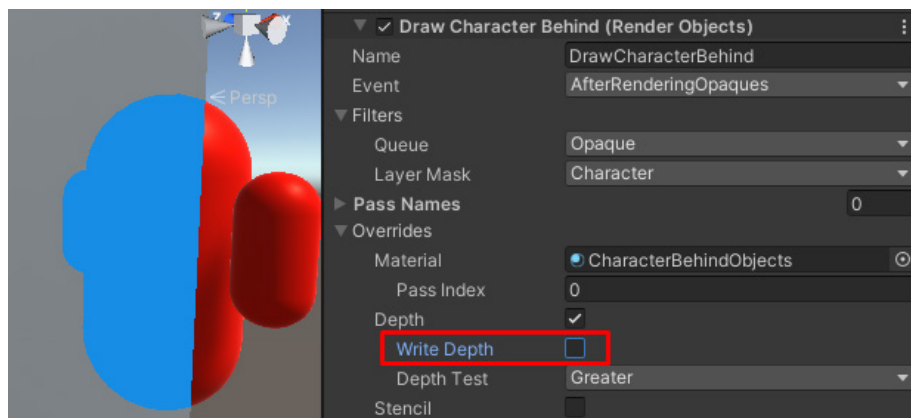 Draw Character Behind (Render Objects)
Name DrawCharacterBehind
Event AfterRenderingOpaques
Filters
Queue Opaque
Layer Mask Character
Pass Names 0
Overrides
Material CharacterBehindObjects
Pass Index 0
Depth
Write Depth
Depth Test Greater
Stencil
z x
Persp